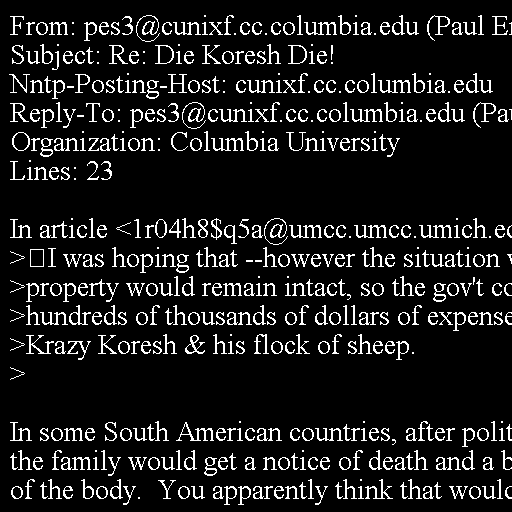 From: pes3@cunixf.cc.columbia.edu (Paul
Subject: Re: Die Koresh Die!
Nntp-Posting-Host: cunixf.cc.columbia.edu
Reply-To: pes3@cunixf.cc.columbia.edu
Organization: Columbia University
Lines: 23

In article <1r04h8$q5a@umcc.umcc.umich.ed
>I was hoping that --however the situation
>property would remain intact, so the gov't
>hundreds of thousands of dollars of expense
>Krazy Koresh & his flock of sheep.
>

In some South American countries, after polit
the family would get a notice of death and a
of the body. You apparently think that would